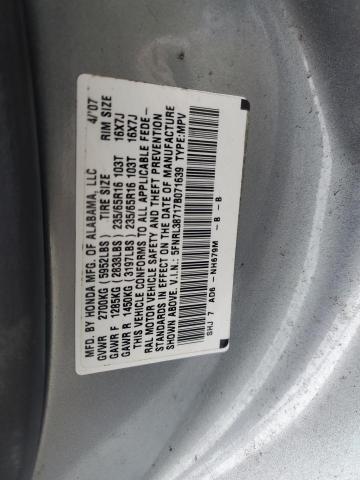 MFD. BY HONDA MFG. OF ALABAMA, LLC 4/'07
TIRE SIZE RIM SIZE
GVWR 2700KG (5952LBS)
GAWR F 1285KG (2833LBS) 235/65R16 103T 16X7J
GAWR R 1450KG (3197LBS) 235/65R16 103T 16X7J
THIS VEHICLE CONFORMS TO ALL APPLICABLE FEDE-
RAL MOTOR VEHICLE SAFETY AND THEFT PREVENTION
STANDARDS IN EFFECT ON THE DATE OF MANUFACTURE
SHOWN ABOVE. V.I.N.: 5FNRL38717B071639 TYPE:MPV
SHJ 7 AD6 -NH679M - B - B